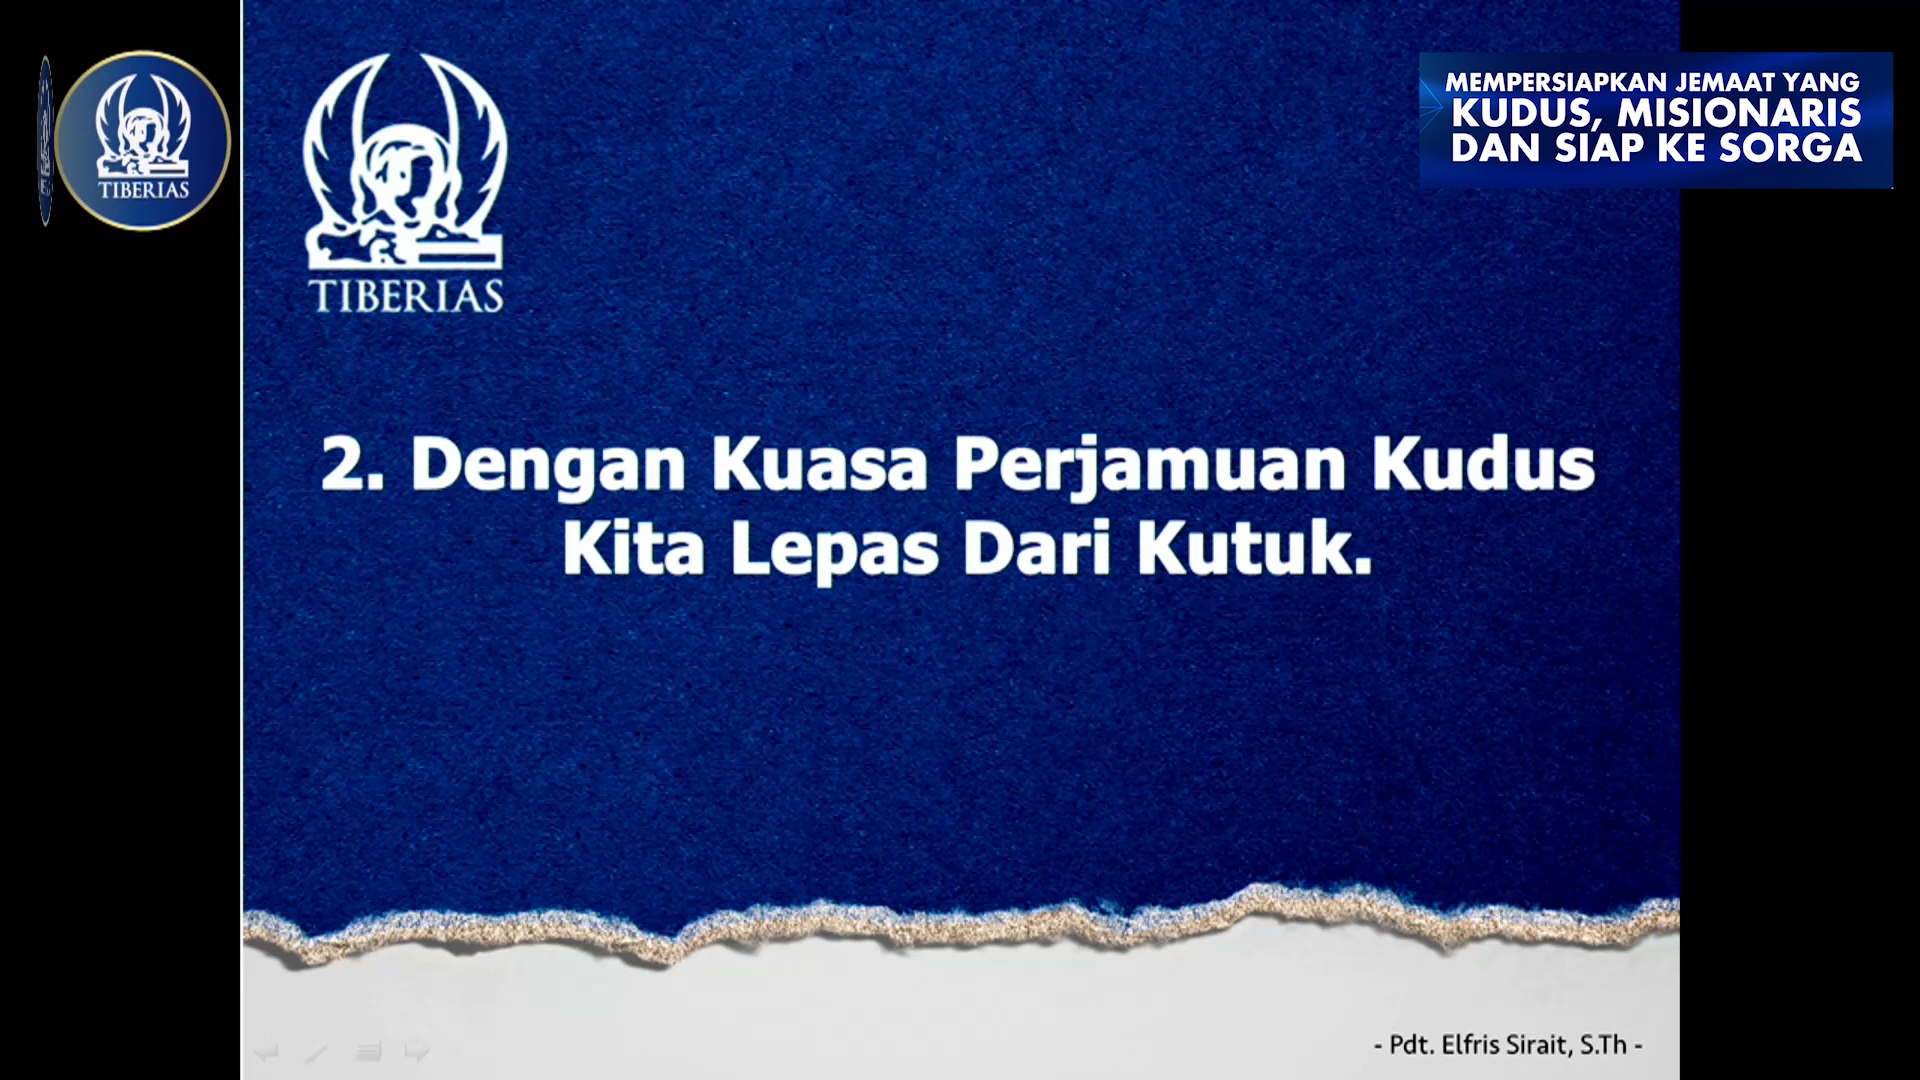 TIBERIAS
TIBERIAS
MEMPERSIAPKAN JEMAAT YANG
KUDUS, MISIONARIS
DAN SIAP KE SORGA
2. Dengan Kuasa Perjamuan Kudus
Kita Lepas Dari Kutuk.
- Pdt. Elfris Sirait, S.Th -